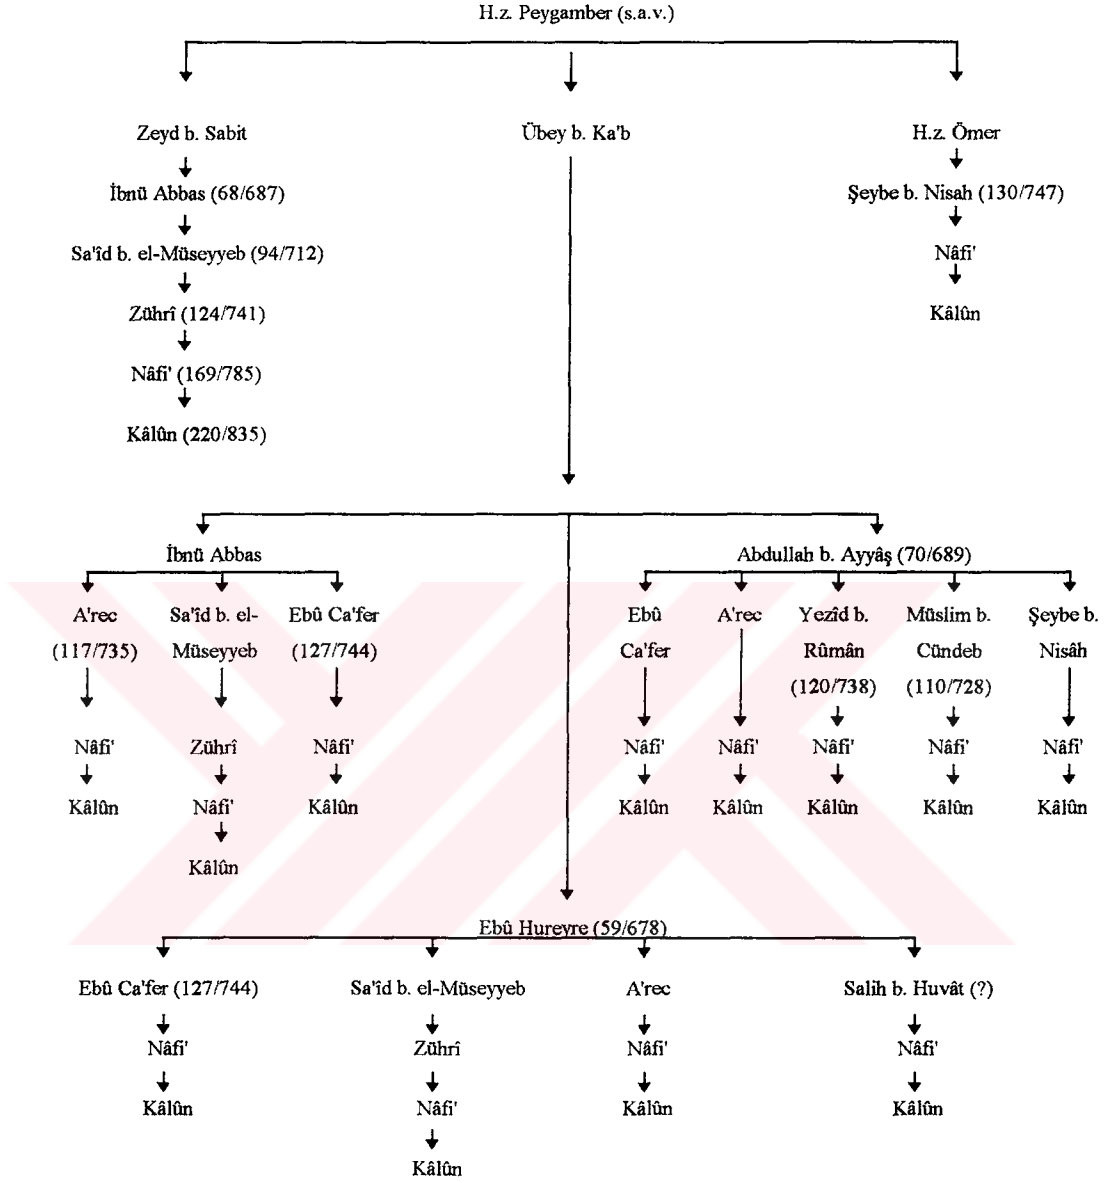 H.z. Peygamber (s.a.v.)
Zeyd b. Sabit Übey b. Ka'b H.z. Ömer
İbnü Abbas (68/687) Şeybe b. Nisah (130/747)
Sa'îd b. el-Müseyyeb (94/712) Nâfi'
Zührî (124/741) Kâlûn
Nâfi' (169/785)
Kâlûn (220/835)
İbnü Abbas Abdullah b. Ayyâş (70/689)
A'rec Sa'îd b. el- Ebû Ca'fer Ebû A'rec Yezîd b. Müslim b. Şeybe b.
(117/735) Müseyyeb (127/744) Ca'fer Rûmân Cündeb Nisâh
(120/738) (110/728)
Nâfi' Zührî Nâfi' Nâfi' Nâfi' Nâfi' Nâfi' Nâfi'
Kâlûn Nâfi' Kâlûn Kâlûn Kâlûn Kâlûn Kâlûn Kâlûn
Kâlûn
Ebû Hureyre (59/678)
Ebû Ca'fer (127/744) Sa'îd b. el-Müseyyeb A'rec Salih b. Huvât (?)
Nâfi' Zührî Nâfi' Nâfi'
Kâlûn Nâfi' Kâlûn Kâlûn
Kâlûn